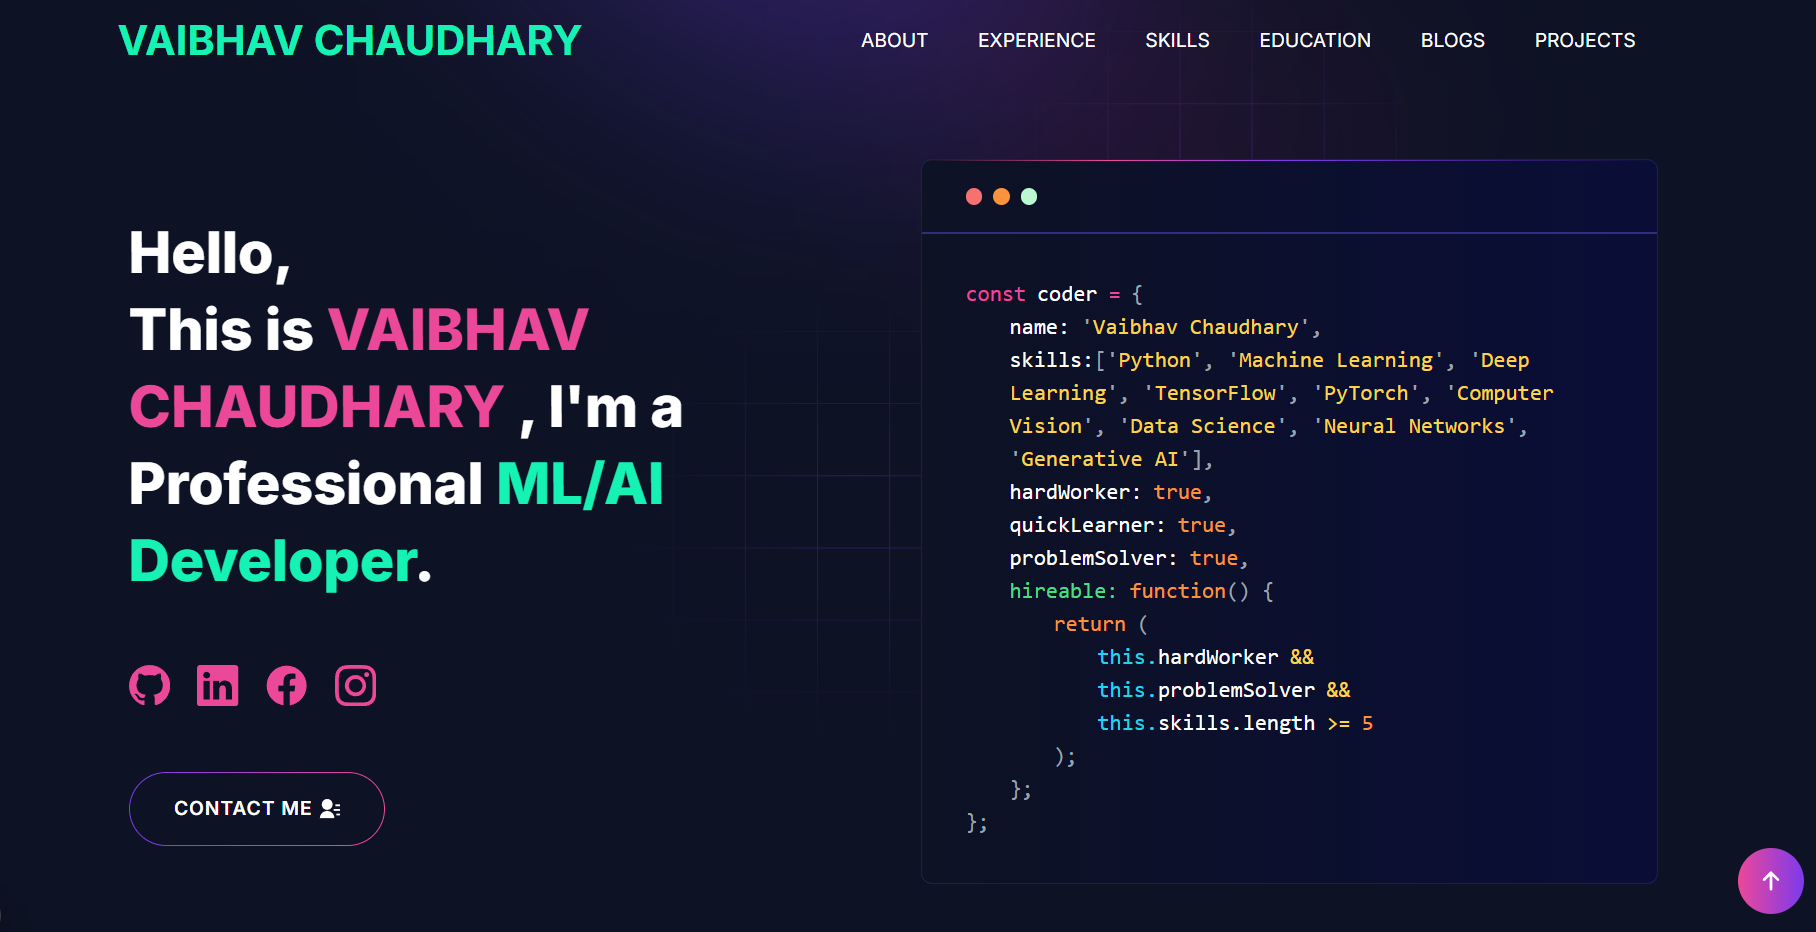 VAIBHAV CHAUDHARY
ABOUT EXPERIENCE SKILLS EDUCATION BLOGS PROJECTS
Hello,
This is VAIBHAV
CHAUDHARY , I'm a
Professional ML/AI
Developer.
CONTACT ME
const coder = {
name: 'Vaibhav Chaudhary',
skills:['Python', 'Machine Learning', 'Deep
Learning', 'TensorFlow', 'PyTorch', 'Computer
Vision', 'Data Science', 'Neural Networks',
'Generative AI'],
hardWorker: true,
quickLearner: true,
problemSolver: true,
hireable: function() {
return (
this.hardWorker &&
this.problemSolver &&
this.skills.length >= 5
);
};
};